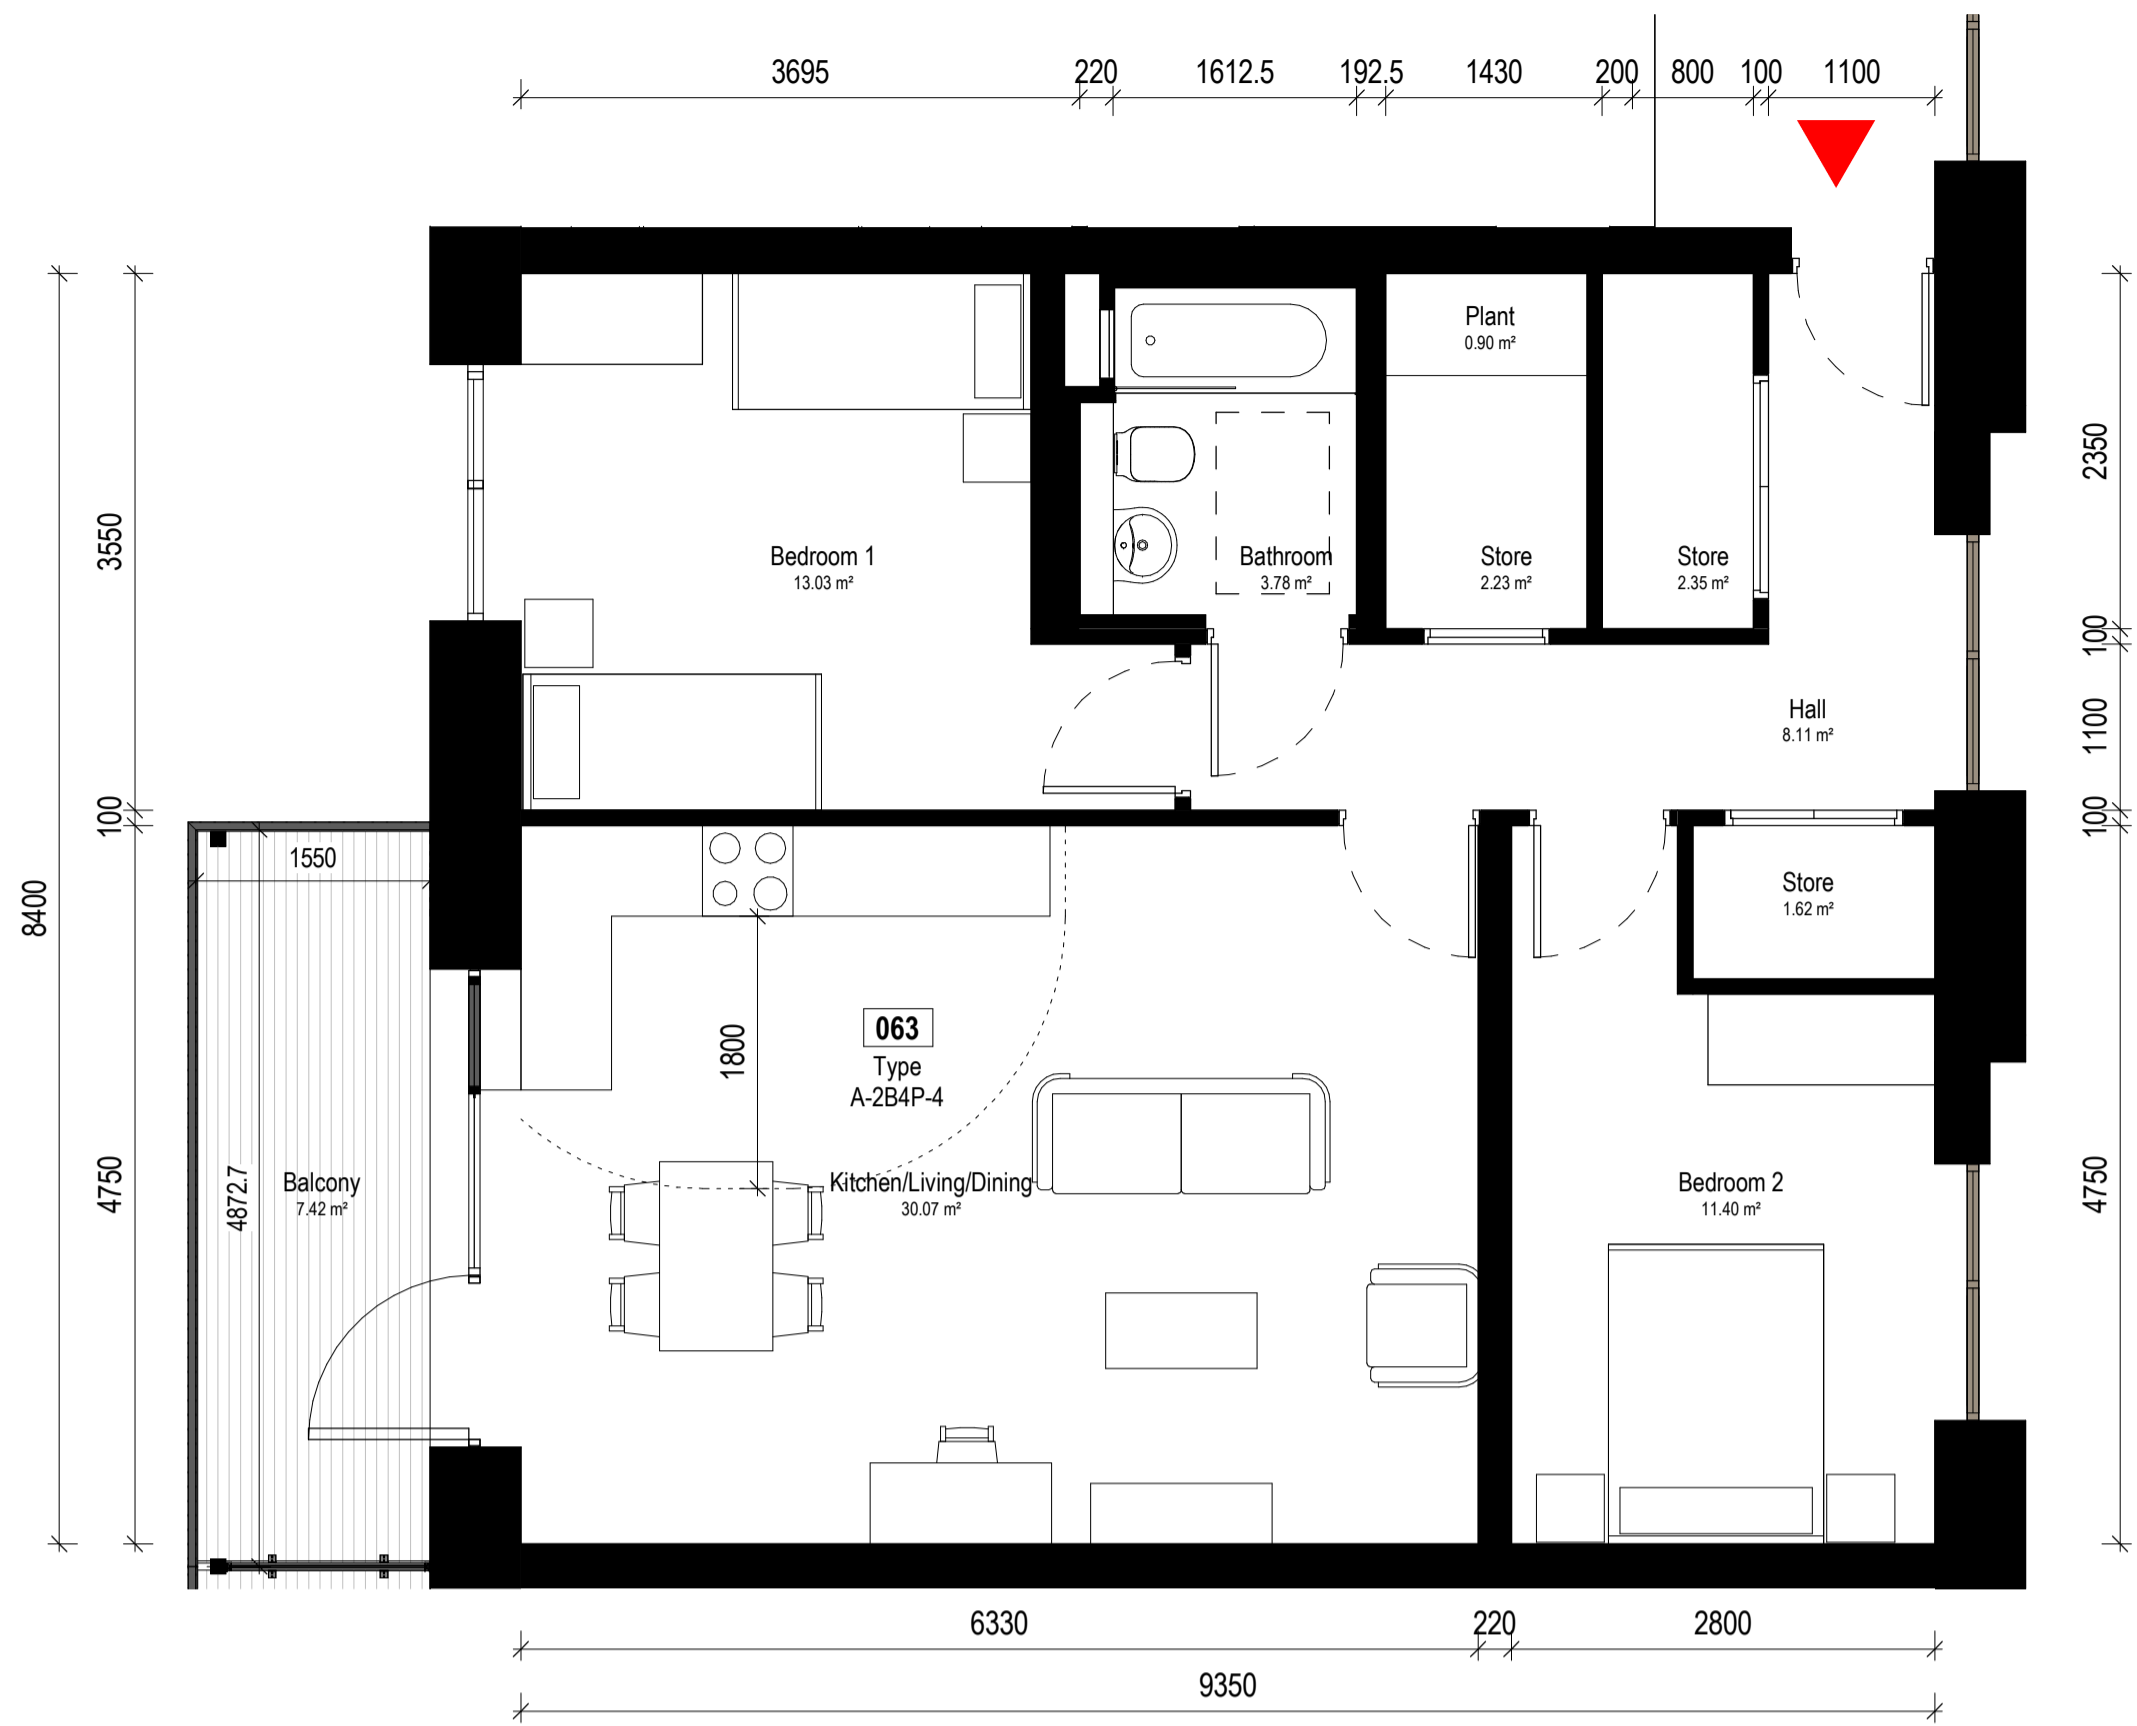 3695
220
1612.5
192.5
1430
200
800
100
1100
Plant
0.90 m²
2350
3550
Bedroom 1
13.03 m²
Bathroom
3.78 m²
Store
2.23 m²
Store
2.35 m²
100
Hall
8.11 m²
1100
100
100
1550
8400
Store
1.62 m²
063
Type
A-2B4P-4
1800
4750
4872.7
Balcony
7.42 m²
Kitchen/Living/Dining
30.07 m²
Bedroom 2
11.40 m²
4750
6330
220
2800
9350